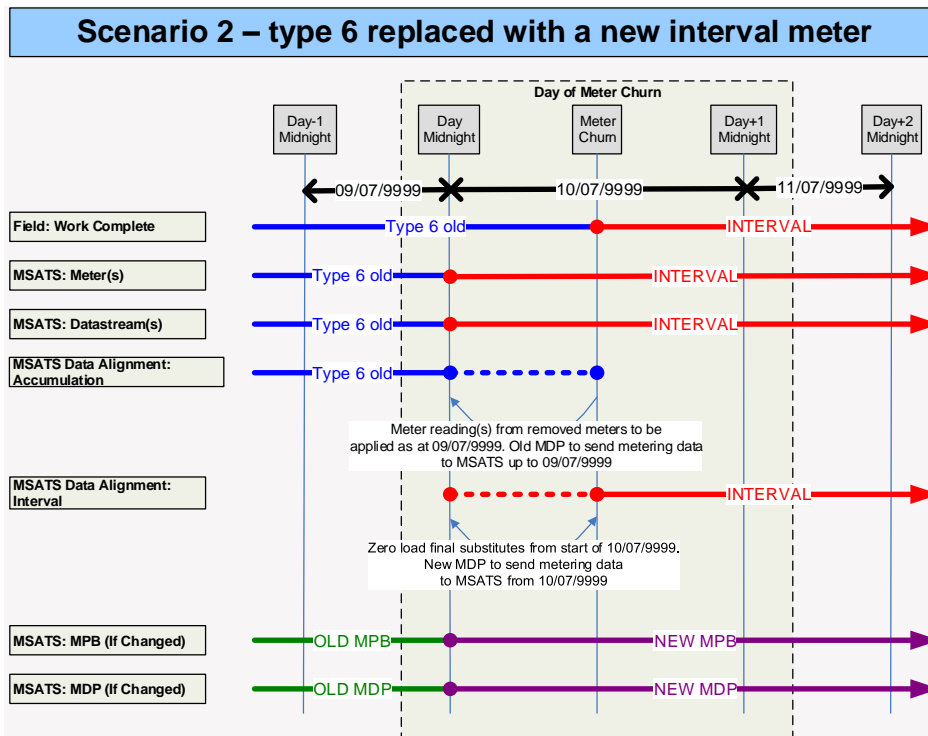 Scenario 2 – type 6 replaced with a new interval meter
Day of Meter Churn
Day-1
Midnight
Day
Midnight
Meter
Churn
Day+1
Midnight
Day+2
Midnight
09/07/9999
10/07/9999
11/07/9999
Field: Work Complete
Type 6 old
INTERVAL
MSATS: Meter(s)
Type 6 old
INTERVAL
MSATS: Datastream(s)
Type 6 old
INTERVAL
MSATS Data Alignment:
Accumulation
Type 6 old
Meter reading(s) from removed meters to be
applied as at 09/07/9999. Old MDP to send metering data
to MSATS up to 09/07/9999
MSATS Data Alignment:
Interval
INTERVAL
Zero load final substitutes from start of 10/07/9999.
New MDP to send metering data
to MSATS from 10/07/9999
MSATS: MPB (If Changed)
OLD MPB
NEW MPB
MSATS: MDP (If Changed)
OLD MDP
NEW MDP